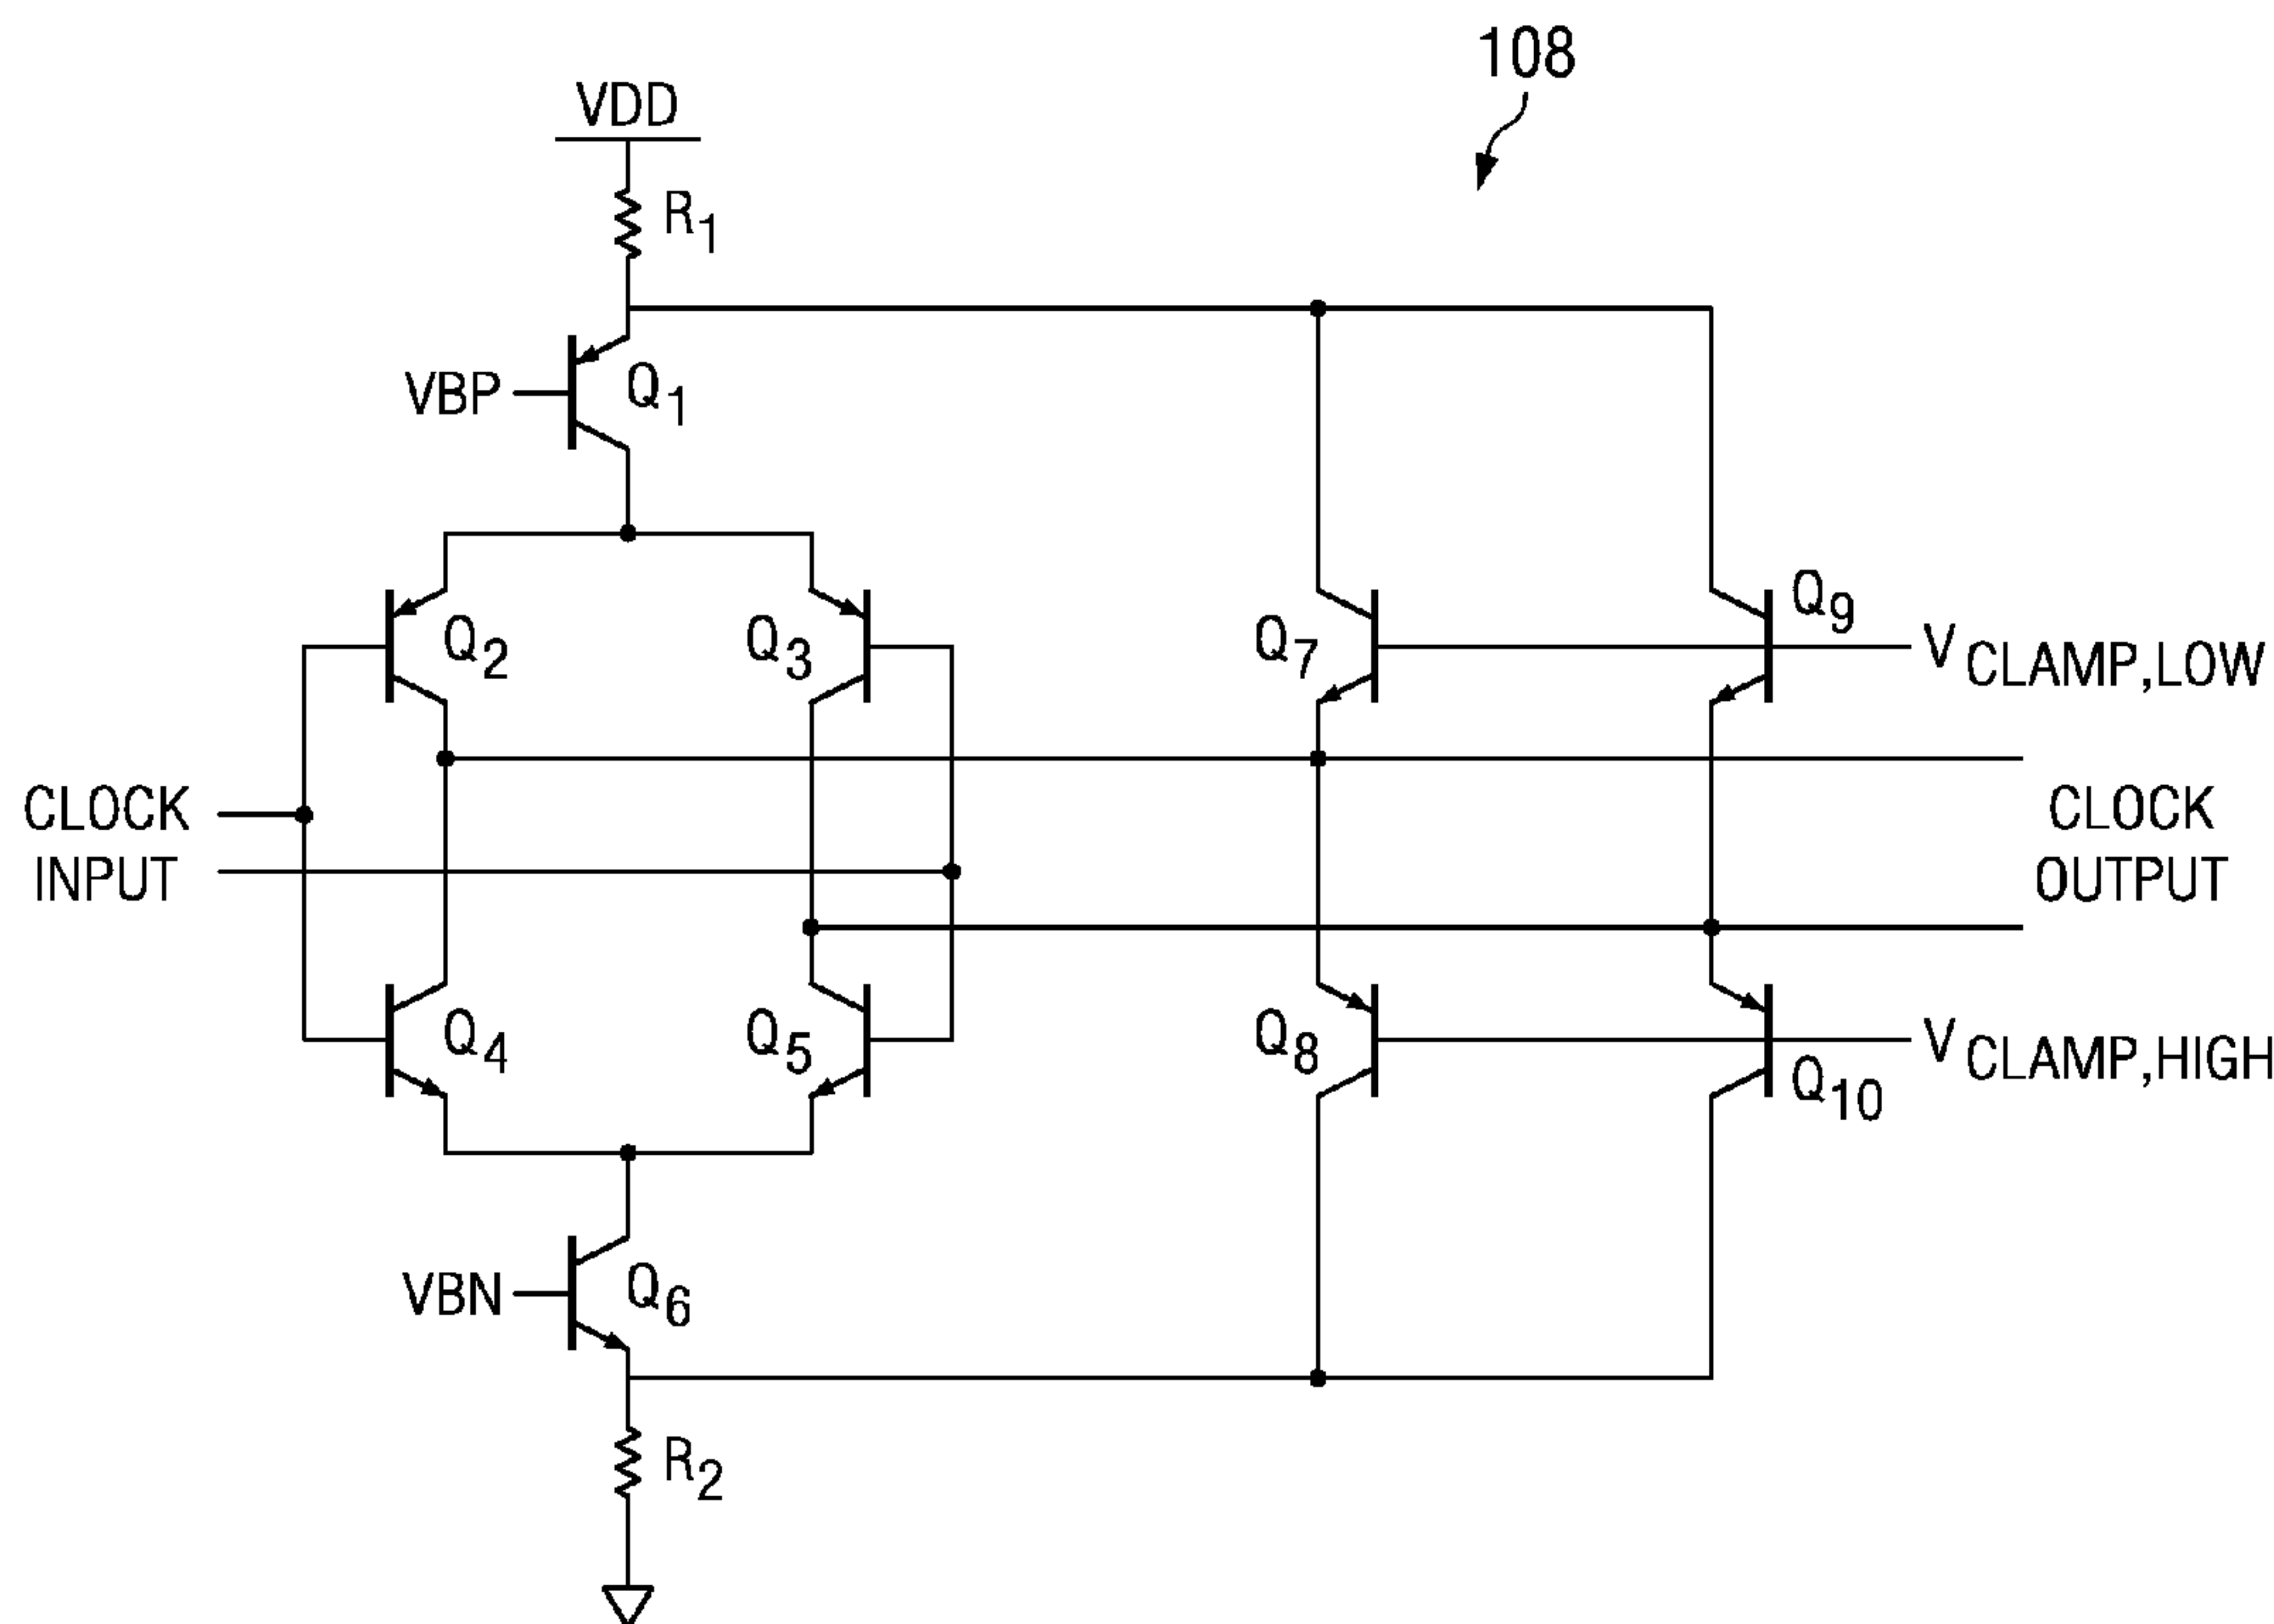 108
VDD
R1
VBP
Q1
Q2
Q3
Q7
Q9
VCLAMP,LOW
CLOCK
INPUT
CLOCK
OUTPUT
Q4
Q5
Q8
Q10
VCLAMP,HIGH
VBN
Q6
R2